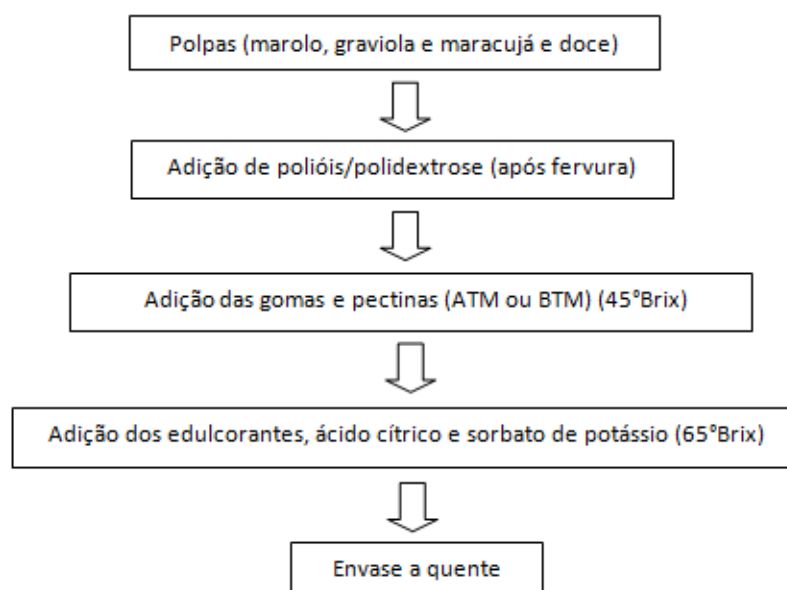 Polpas (marolo, graviola e maracujá e doce)
Adição de polióis/polidextrose (após fervura)
Adição das gomas e pectinas (ATM ou BTM) (45°Brix)
Adição dos edulcorantes, ácido cítrico e sorbato de potássio (65°Brix)
Envase a quente